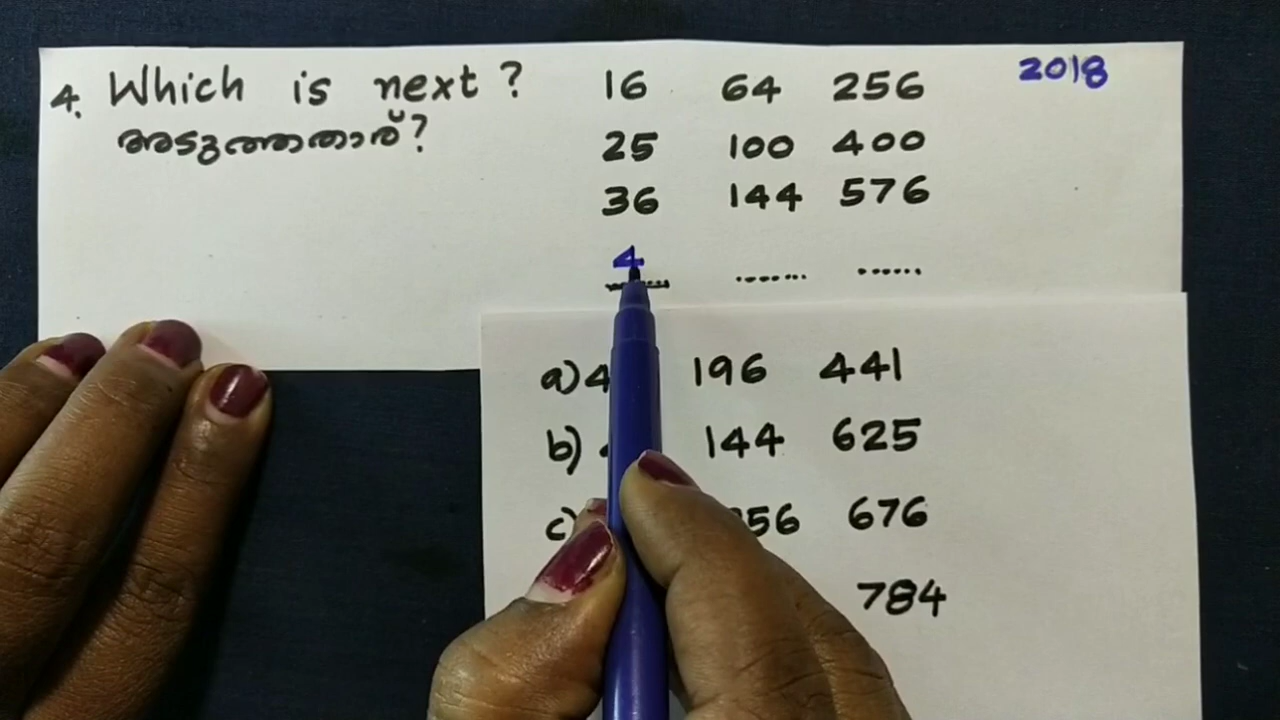 4. Which is next ? 16 64 256 2018
അടുത്തതാര് ? 25 100 400
36 144 576
4
....... ....... ......
a) 4 196 441
b) 144 625
c) 56 676
784